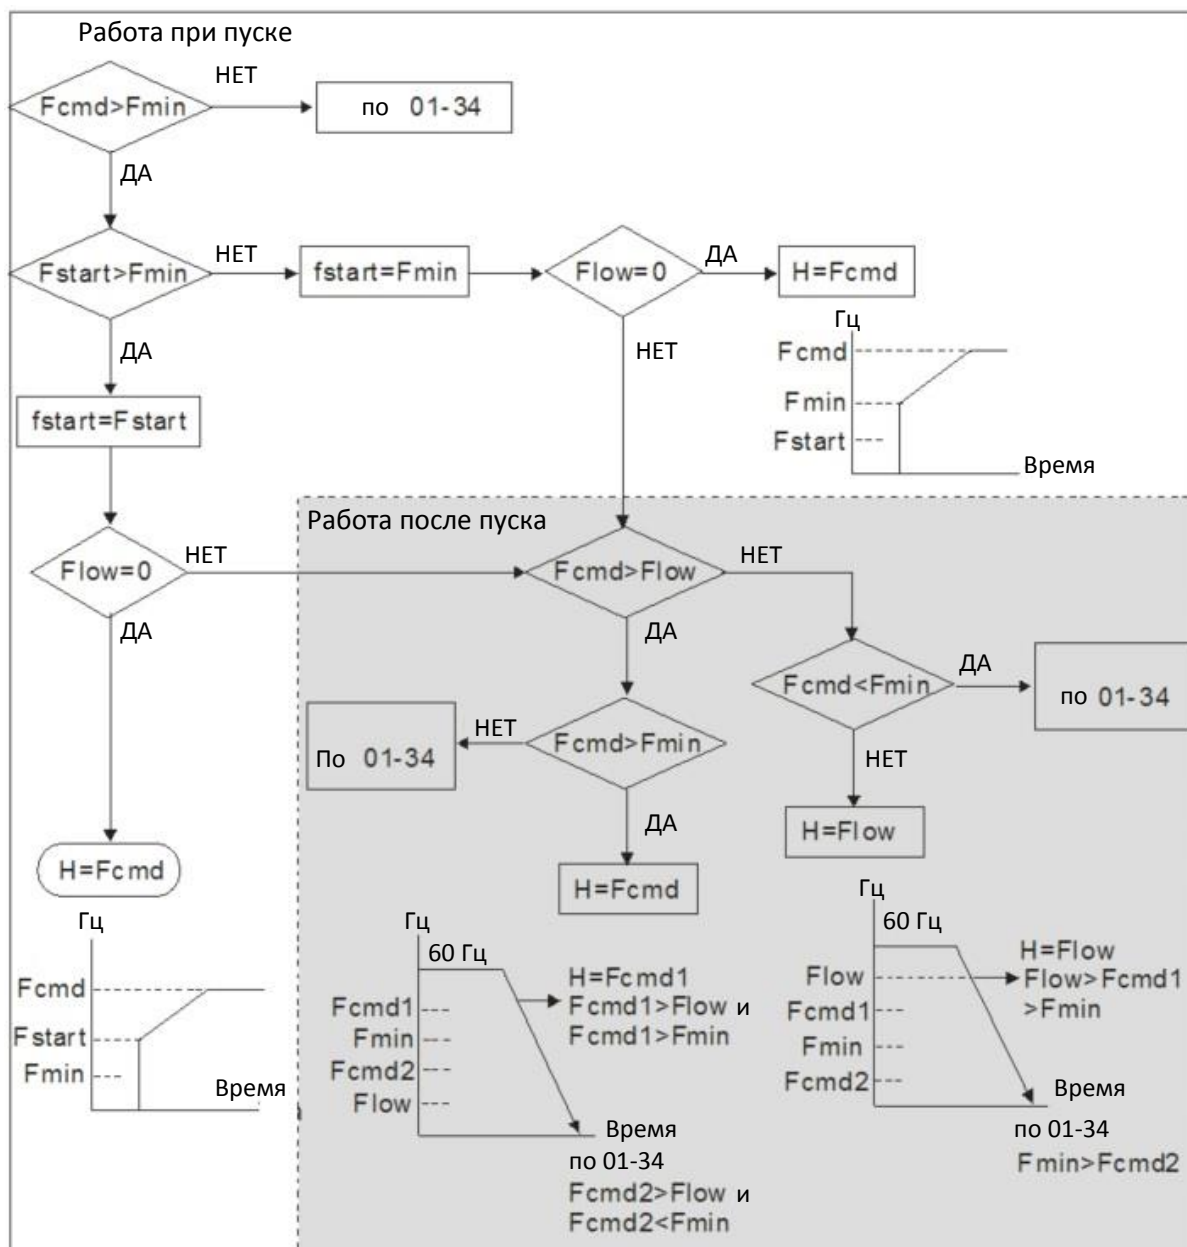 Работа при пуске
Fcmd>Fmin
НЕТ
по 01-34
ДА
Fstart>Fmin
НЕТ
fstart=Fmin
Flow=0
ДА
H=Fcmd
ДА
НЕТ
Гц
Fcmd
Fmin
Fstart
Время
fstart=Fstart
Работа после пуска
Flow=0
НЕТ
Fcmd>Flow
НЕТ
ДА
ДА
Fcmd<Fmin
ДА
по 01-34
По 01-34
НЕТ
Fcmd>Fmin
НЕТ
ДА
H=Flow
H=Fcmd
H=Fcmd
Гц
Fcmd
Fstart
Fmin
Время
Гц
60 Гц
Fcmd1
Fmin
Fcmd2
Flow
H=Fcmd1
Fcmd1>Flow и
Fcmd1>Fmin
Время
по 01-34
Fcmd2>Flow и
Fcmd2<Fmin
Гц
60 Гц
Flow
Fcmd1
Fmin
Fcmd2
H=Flow
Flow>Fcmd1
>Fmin
Время
по 01-34
Fmin>Fcmd2